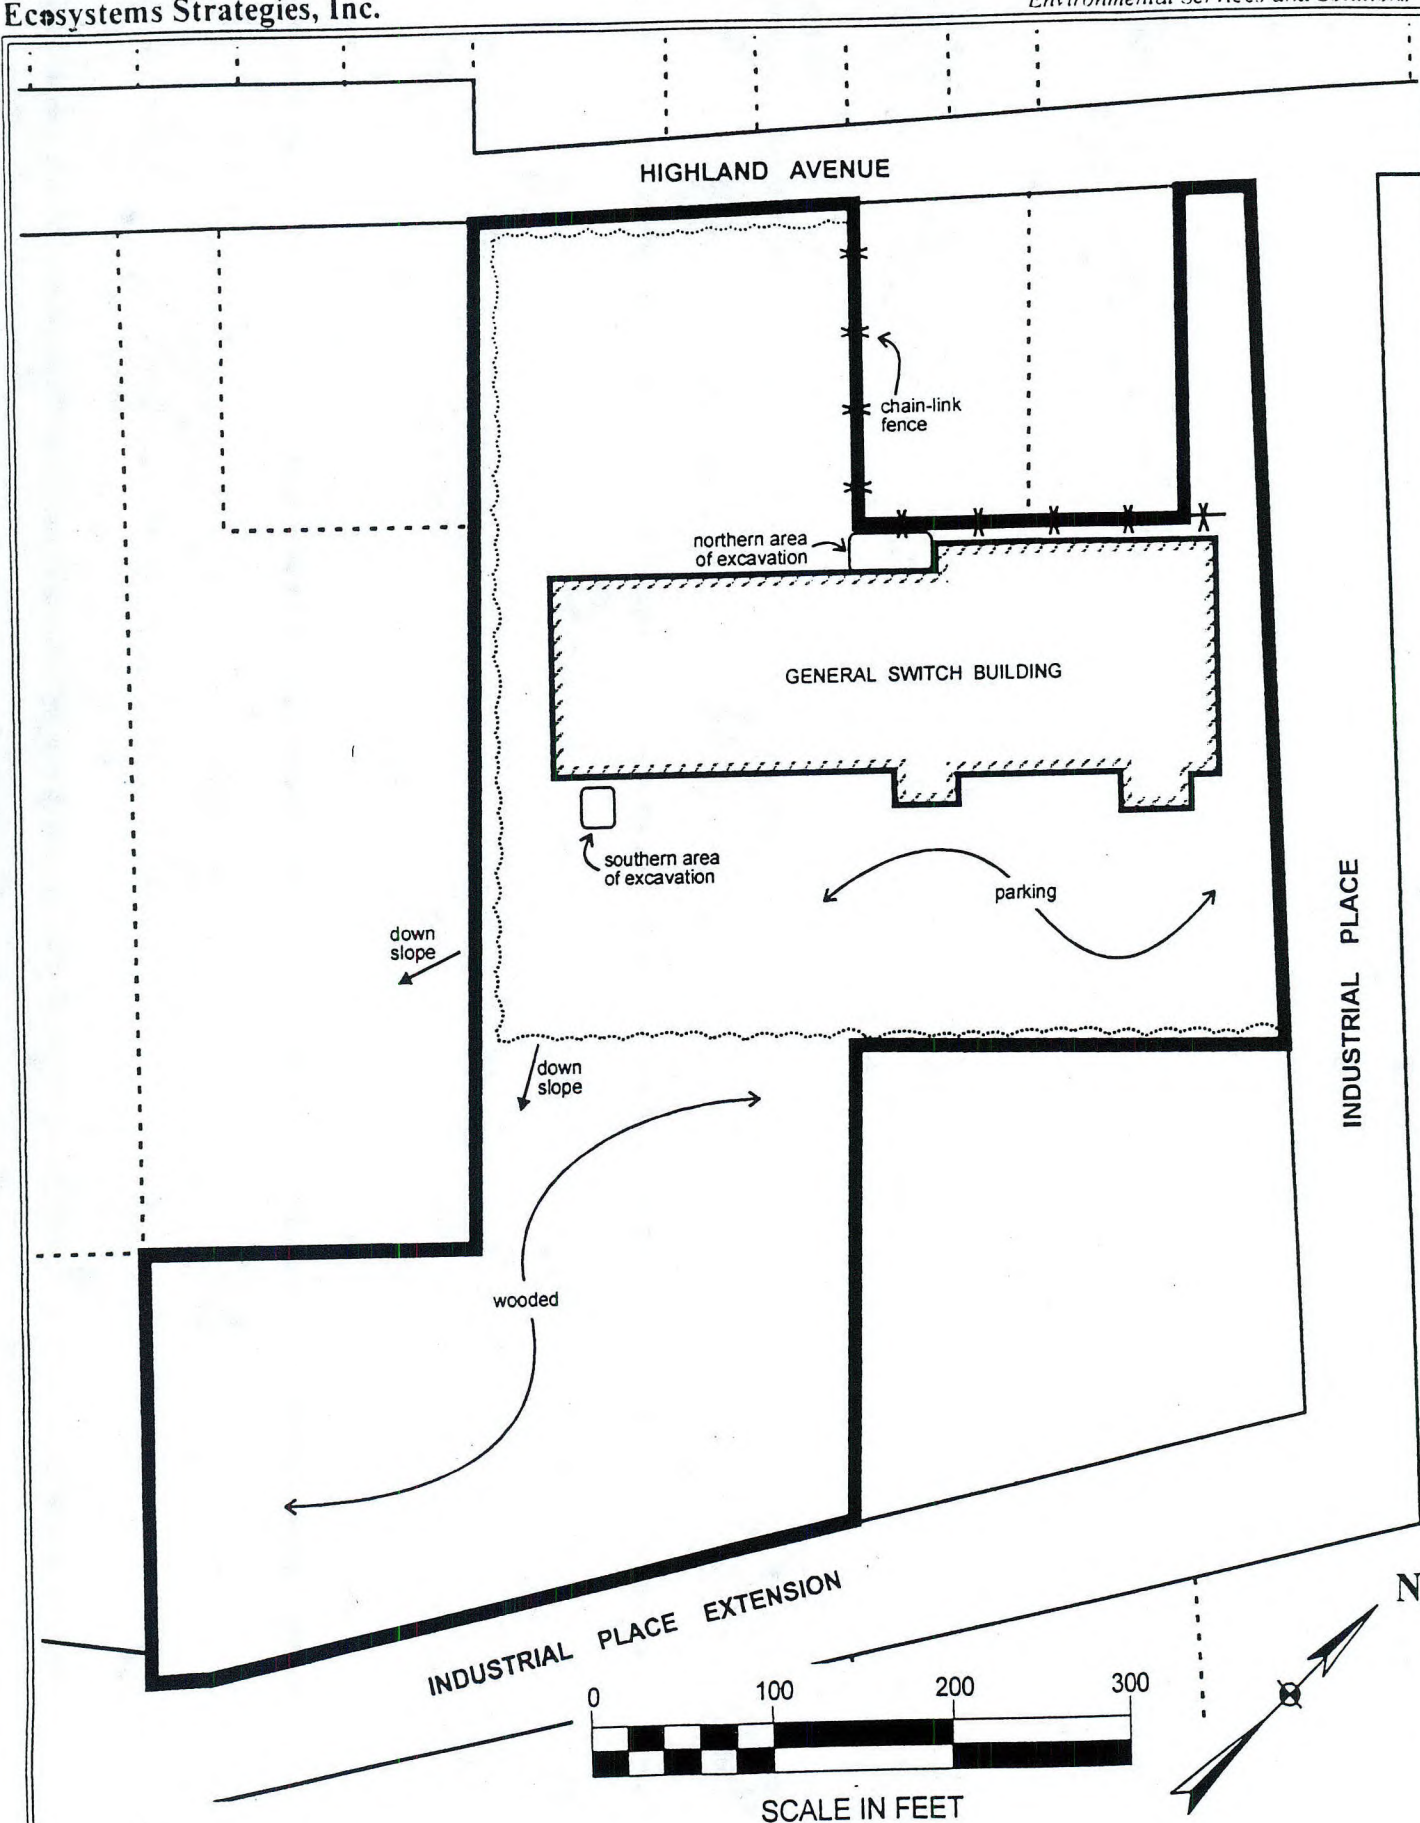 Ecosystems Strategies, Inc.
HIGHLAND AVENUE
chain-link
fence
northern area
of excavation
GENERAL SWITCH BUILDING
southern area
of excavation
parking
down
slope
INDUSTRIAL PLACE
down
slope
wooded
N
INDUSTRIAL PLACE EXTENSION
0 100 200 300
SCALE IN FEET